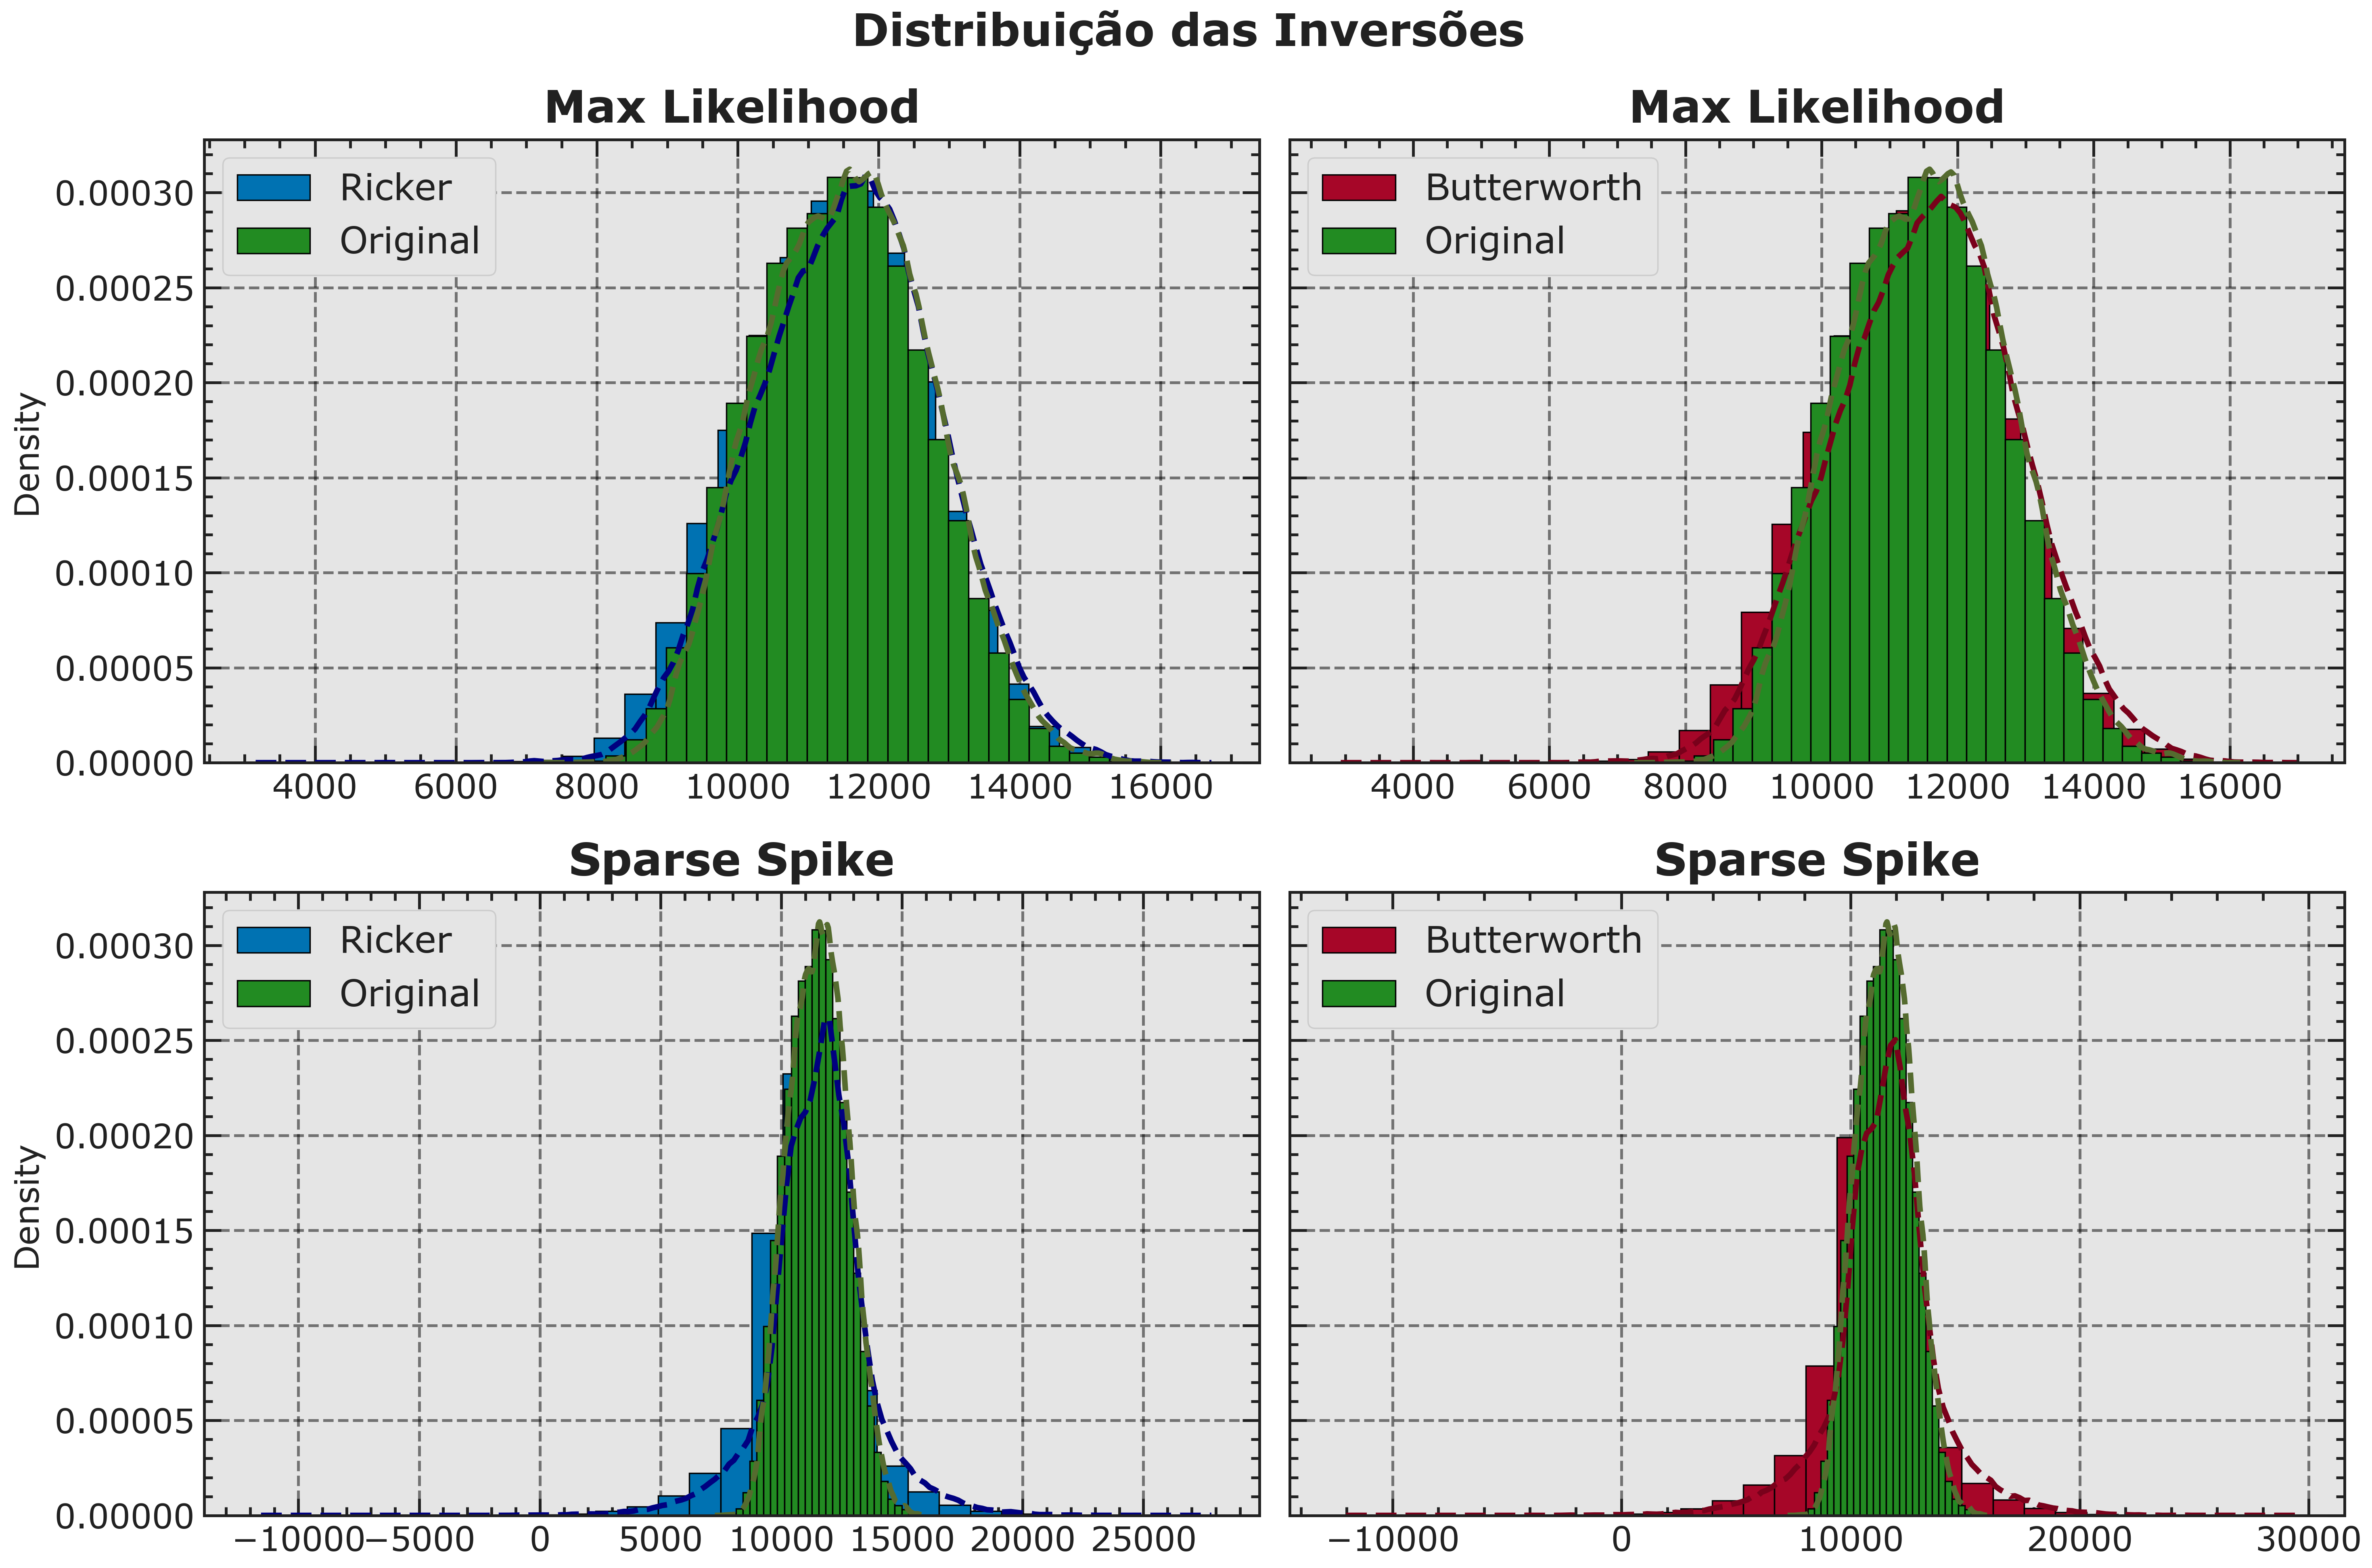 Distribuição das Inversões
Max Likelihood
Max Likelihood
Ricker
Original
Butterworth
Original
Density
0.00030
0.00025
0.00020
0.00015
0.00010
0.00005
0.00000
4000 6000 8000 10000 12000 14000 16000
4000 6000 8000 10000 12000 14000 16000
Sparse Spike
Sparse Spike
Ricker
Original
Butterworth
Original
Density
0.00030
0.00025
0.00020
0.00015
0.00010
0.00005
0.00000
−10000 −5000 0 5000 10000 15000 20000 25000
−10000 0 10000 20000 30000